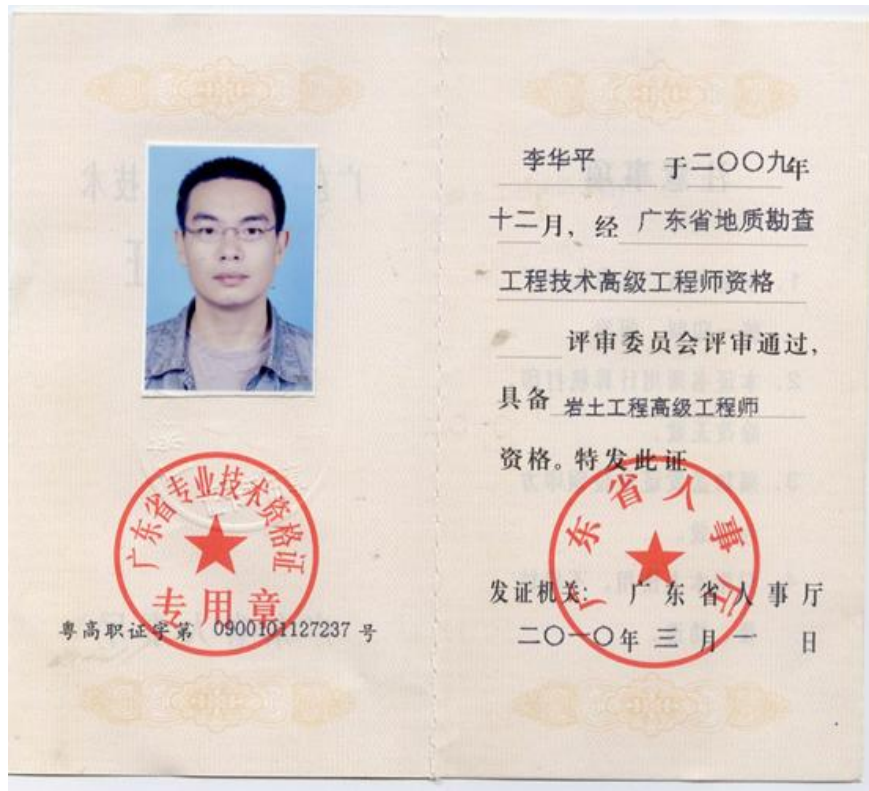 广东省专业技术资格证
专用章
粤高职证字第 0900101127237 号
李华平 于二〇〇九年
十二月，经 广东省地质勘查
工程技术高级工程师资格
评审委员会评审通过，
具备 岩土工程高级工程师
资格。特发此证
广东省人事厅
发证机关：广东省人事厅
二〇一〇年 三 月 一 日